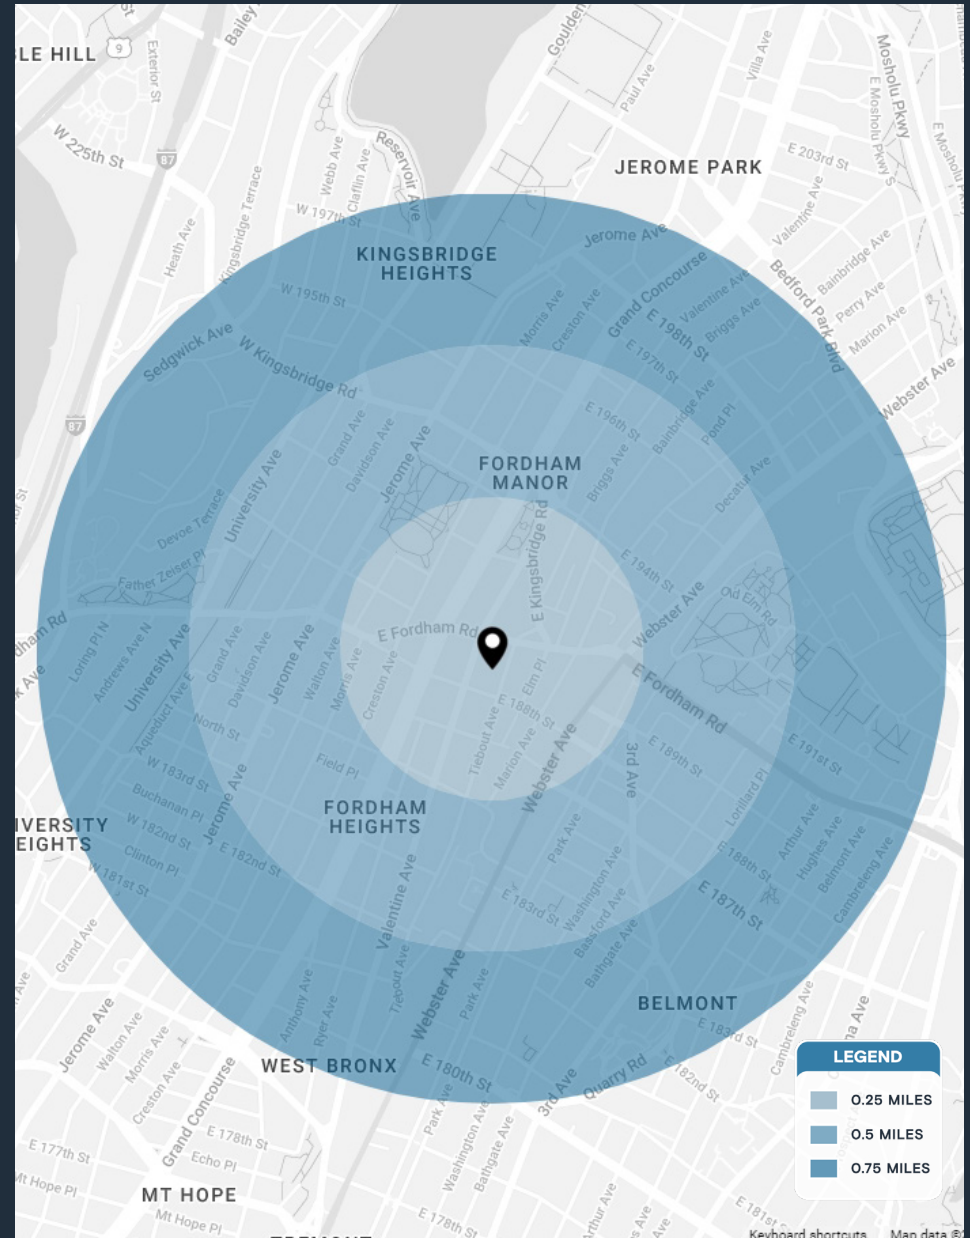 Bailey
Goulden
Villa Ave
Mosholu Pkwy
E Mosholu Pkwy S
E Mosholu
LE HILL
9
Exterior St
Paul Ave
W 225th St
87
Webb Ave
Claflin Ave
Reservoir Ave
JEROME PARK
E 203rd St
Heath Ave
Kingsbridge Terrace
W 197th St
Valentine Ave
Jerome Ave
KINGSBRIDGE
HEIGHTS
Bainbridge Ave
Grand Concourse
Valentine Ave
Bedford Park Blvd
Perry Ave
W 195th St
Morris Ave
Creston Ave
E 198th St
Briggs Ave
Marion Ave
Sedgwick Ave
W Kingsbridge Rd
E 197th St
Webster Ave
87
Grand Ave
Davidson Ave
Jerome Ave
E 196th St
Bainbridge Ave
Pond Pl
FORDHAM
MANOR
University Ave
Briggs Ave
Decatur Ave
Devoe Terrace
E Kingsbridge Rd
Father Zeiser Pl
E 194th St
Webster Ave
Old Elm Rd
dham Rd
Loring Pl N
Andrews Ave N
University Ave
Grand Ave
Davidson Ave
Jerome Ave
Walton Ave
Morris Ave
Creston Ave
E Fordham Rd
Elm Pl
E Fordham Rd
k Ave
Aqueduct Ave E
North St
Tiebout Ave
E 188th St
Marion Ave
Webster Ave
3rd Ave
E 189th St
E 191st St
W 183rd St
Field Pl
Lorillard Pl
Buchanan Pl
Jerome Ave
FORDHAM
HEIGHTS
IVERSITY
EIGHTS
W 182nd St
E 182nd St
Clinton Pl
W 181st St
Park Ave
E 188th St
Arthur Ave
Hughes Ave
Belmont Ave
Cambreleng Ave
Valentine Ave
E 183rd St
Washington Ave
Bassford Ave
Bathgate Ave
E 187th St
Grand Ave
Tiebout Ave
Webster Ave
Park Ave
Anthony Ave
Ryer Ave
BELMONT
E 183rd St
Cambreleng Ave
na Ave
Jerome Ave
Walton Ave
Morris Ave
Creston Ave
Grand Concourse
WEST BRONX
E 180th St
3rd Ave
Quarry Rd
E 182nd St
Park Ave
Washington Ave
Bathgate Ave
E 177th St
E 178th St
Echo Pl
Mt Hope Pl
MT HOPE
Mt Hope Pl
E 178th St
Arthur Ave
E 181st
LEGEND
0.25 MILES
0.5 MILES
0.75 MILES
Keyboard shortcuts
Map data